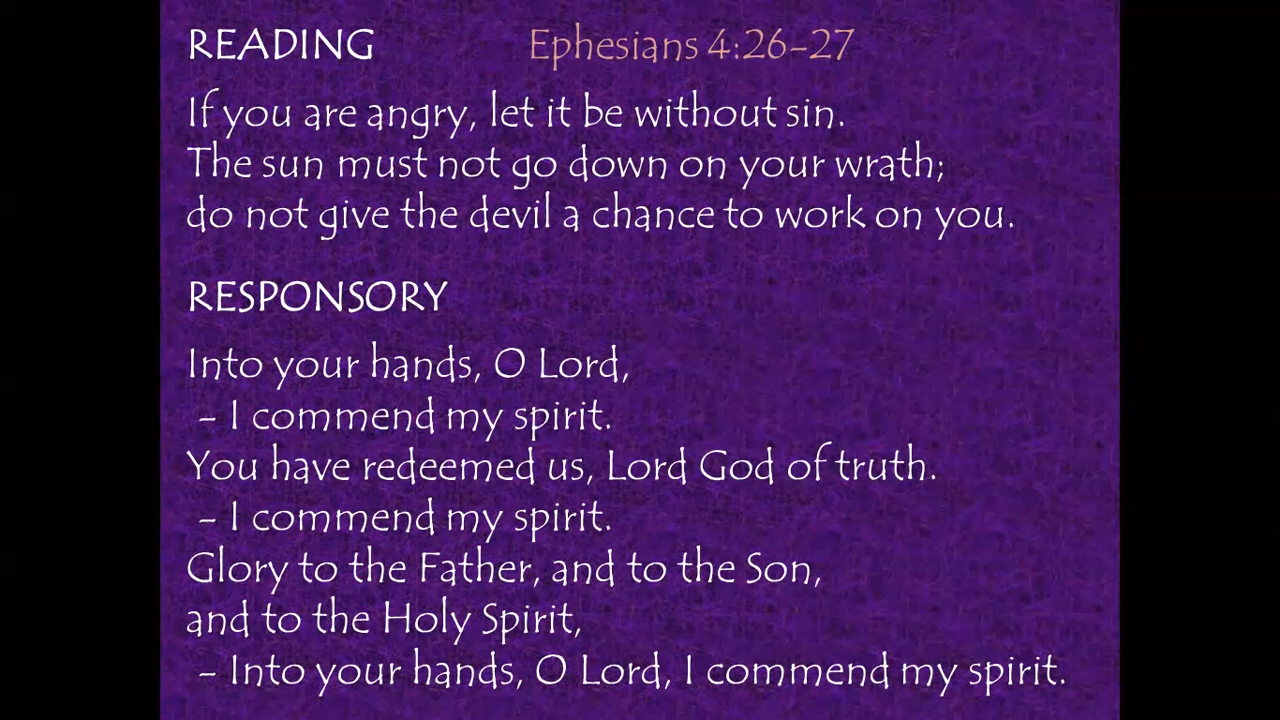 READING Ephesians 4:26-27
If you are angry, let it be without sin.
The sun must not go down on your wrath;
do not give the devil a chance to work on you.
RESPONSORY
Into your hands, O Lord,
- I commend my spirit.
You have redeemed us, Lord God of truth.
- I commend my spirit.
Glory to the Father, and to the Son,
and to the Holy Spirit,
- Into your hands, O Lord, I commend my spirit.